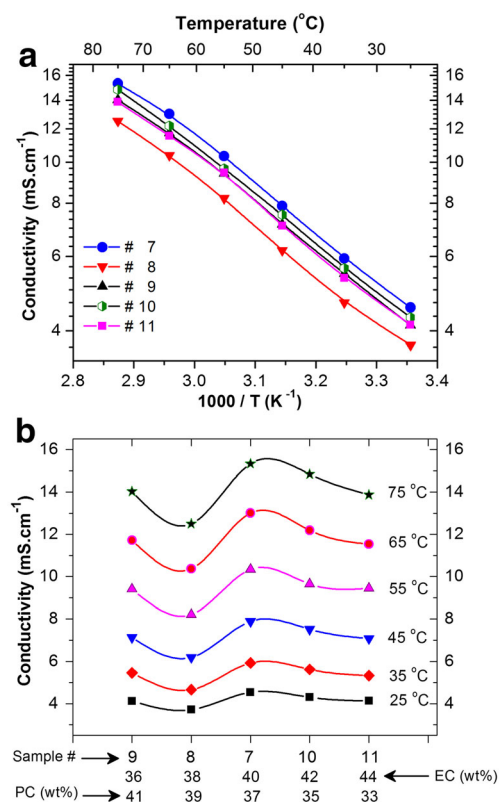 Temperature (°C)
80 70 60 50 40 30
a
16 16
14 14
12 12
10 10
8 8
6 6
4 4
Conductivity (mS.cm⁻¹)
# 7
# 8
# 9
# 10
# 11
2.8 2.9 3.0 3.1 3.2 3.3 3.4
1000 / T (K⁻¹)
b
16 16
14 14
12 12
10 10
8 8
6 6
4 4
Conductivity (mS.cm⁻¹)
75 °C
65 °C
55 °C
45 °C
35 °C
25 °C
Sample # 9 8 7 10 11
36 38 40 42 44 EC (wt%)
PC (wt%) 41 39 37 35 33